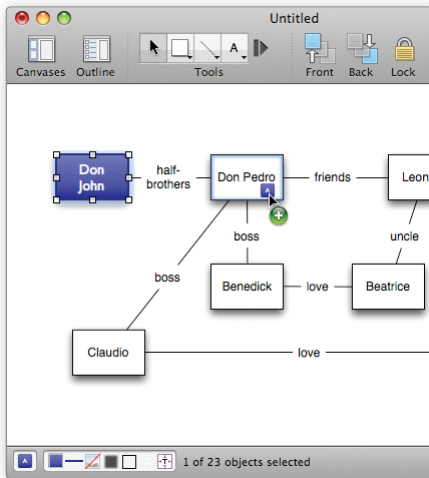 Untitled
Canvases Outline Tools Front Back Lock
A
Don
John
half-
brothers
Don Pedro
friends
Leon
A
boss
uncle
boss
Benedick
love
Beatrice
Claudio
love
A
A
T
1 of 23 objects selected